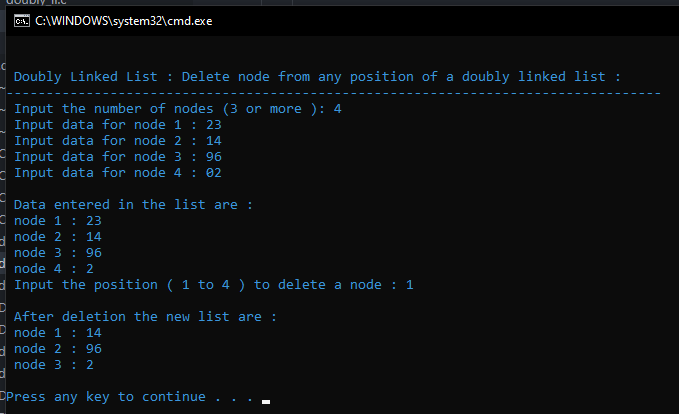 doubly_ll.c
C:\WINDOWS\system32\cmd.exe
Doubly Linked List : Delete node from any position of a doubly linked list :
-------------------------------------------------------------------------------
Input the number of nodes (3 or more ): 4
Input data for node 1 : 23
Input data for node 2 : 14
Input data for node 3 : 96
Input data for node 4 : 02
Data entered in the list are :
node 1 : 23
node 2 : 14
node 3 : 96
node 4 : 2
Input the position ( 1 to 4 ) to delete a node : 1
After deletion the new list are :
node 1 : 14
node 2 : 96
node 3 : 2
Press any key to continue . . .